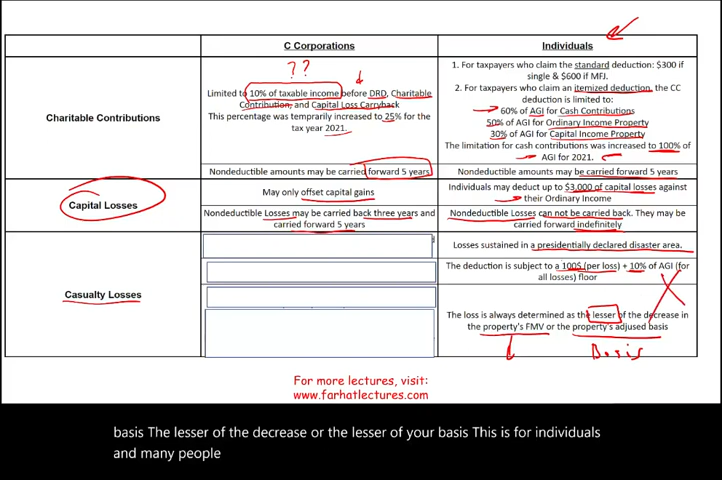 C Corporations
Individuals
? ?
Charitable Contributions
Limited to 10% of taxable income before DRD, Charitable
Contribution, and Capital Loss Carryback
This percentage was temprarily increased to 25% for the
tax year 2021.
1. For taxpayers who claim the standard deduction: $300 if
single & $600 if MFJ.
2. For taxpayers who claim an itemized deduction, the CC
deduction is limited to:
60% of AGI for Cash Contributions
50% of AGI for Ordinary Income Property
30% of AGI for Capital Income Property
The limitation for cash contributions was increased to 100% of
AGI for 2021.
Nondeductible amounts may be carried forward 5 years
Nondeductible amounts may be carried forward 5 years
Capital Losses
May only offset capital gains
Individuals may deduct up to $3,000 of capital losses against
their Ordinary Income
Nondeductible Losses may be carried back three years and
carried forward 5 years
Nondeductible Losses can not be carried back. They may be
carried forward indefinitely
Casualty Losses
Losses sustained in a presidentially declared disaster area.
The deduction is subject to a 100$ (per loss) + 10% of AGI (for
all losses) floor
The loss is always determined as the lesser of the decrease in
the property's FMV or the property's adjusted basis
Basis
For more lectures, visit:
www.farhatlectures.com
basis The lesser of the decrease or the lesser of your basis This is for individuals
and many people